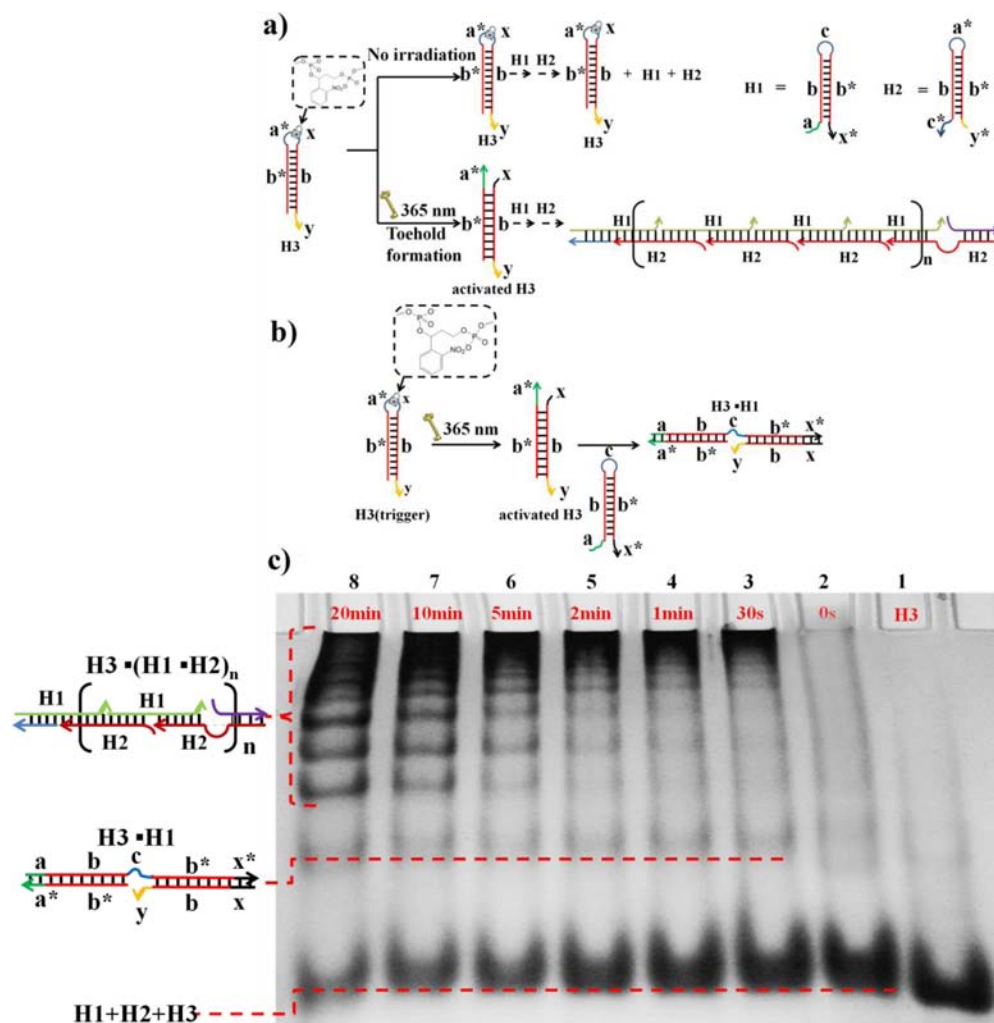 a)
a* x
No irradiation
H1 H2
b* b
y
H3
a* x
b* b + H1 + H2
y
H3
c
H1 = b b*
a x*
a*
H2 = b b*
c* y*
NO₂
a* x
b* b
y
H3
365 nm
Toehold
formation
a* x
b* b
H1 H2
y
activated H3
H1 H1 H1 H1
H2 H2 H2 n H2
b)
NO₂
a* x
b* b
y
H3(trigger)
365 nm
a* x
b* b
y
activated H3
c
b b*
a x*
H3▪H1
a b c b* x*
a* b* y b x
c)
8 7 6 5 4 3 2 1
20min 10min 5min 2min 1min 30s 0s H3
H3▪(H1▪H2)n
H1 H1
H2 H2 n
H3▪H1
a b c b* x*
a* b* y b x
H1+H2+H3